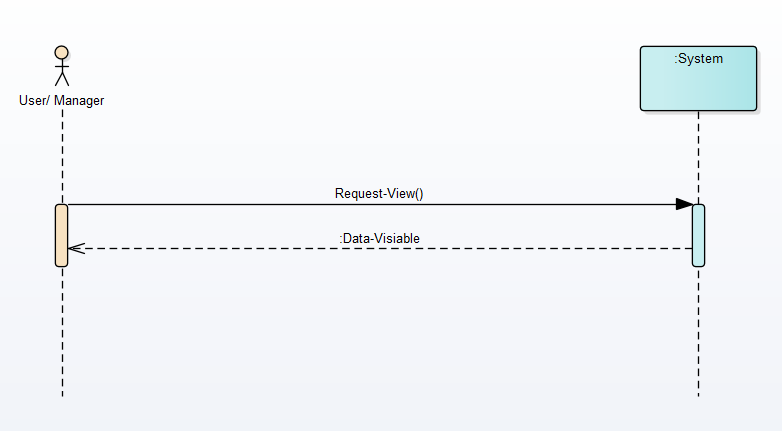 :System
User/ Manager
Request-View()
:Data-Visiable